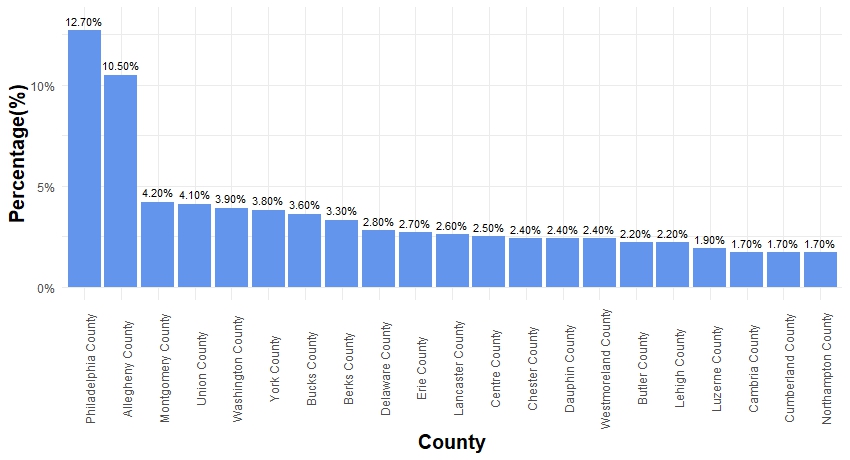 Percentage(%)
10%
5%
0%
12.70%
10.50%
4.20%
4.10%
3.90%
3.80%
3.60%
3.30%
2.80%
2.70%
2.60%
2.50%
2.40%
2.40%
2.40%
2.20%
2.20%
1.90%
1.70%
1.70%
1.70%
Philadelphia County
Allegheny County
Montgomery County
Union County
Washington County
York County
Bucks County
Berks County
Delaware County
Erie County
Lancaster County
Centre County
Chester County
Dauphin County
Westmoreland County
Butler County
Lehigh County
Luzerne County
Cambria County
Cumberland County
Northampton County
County